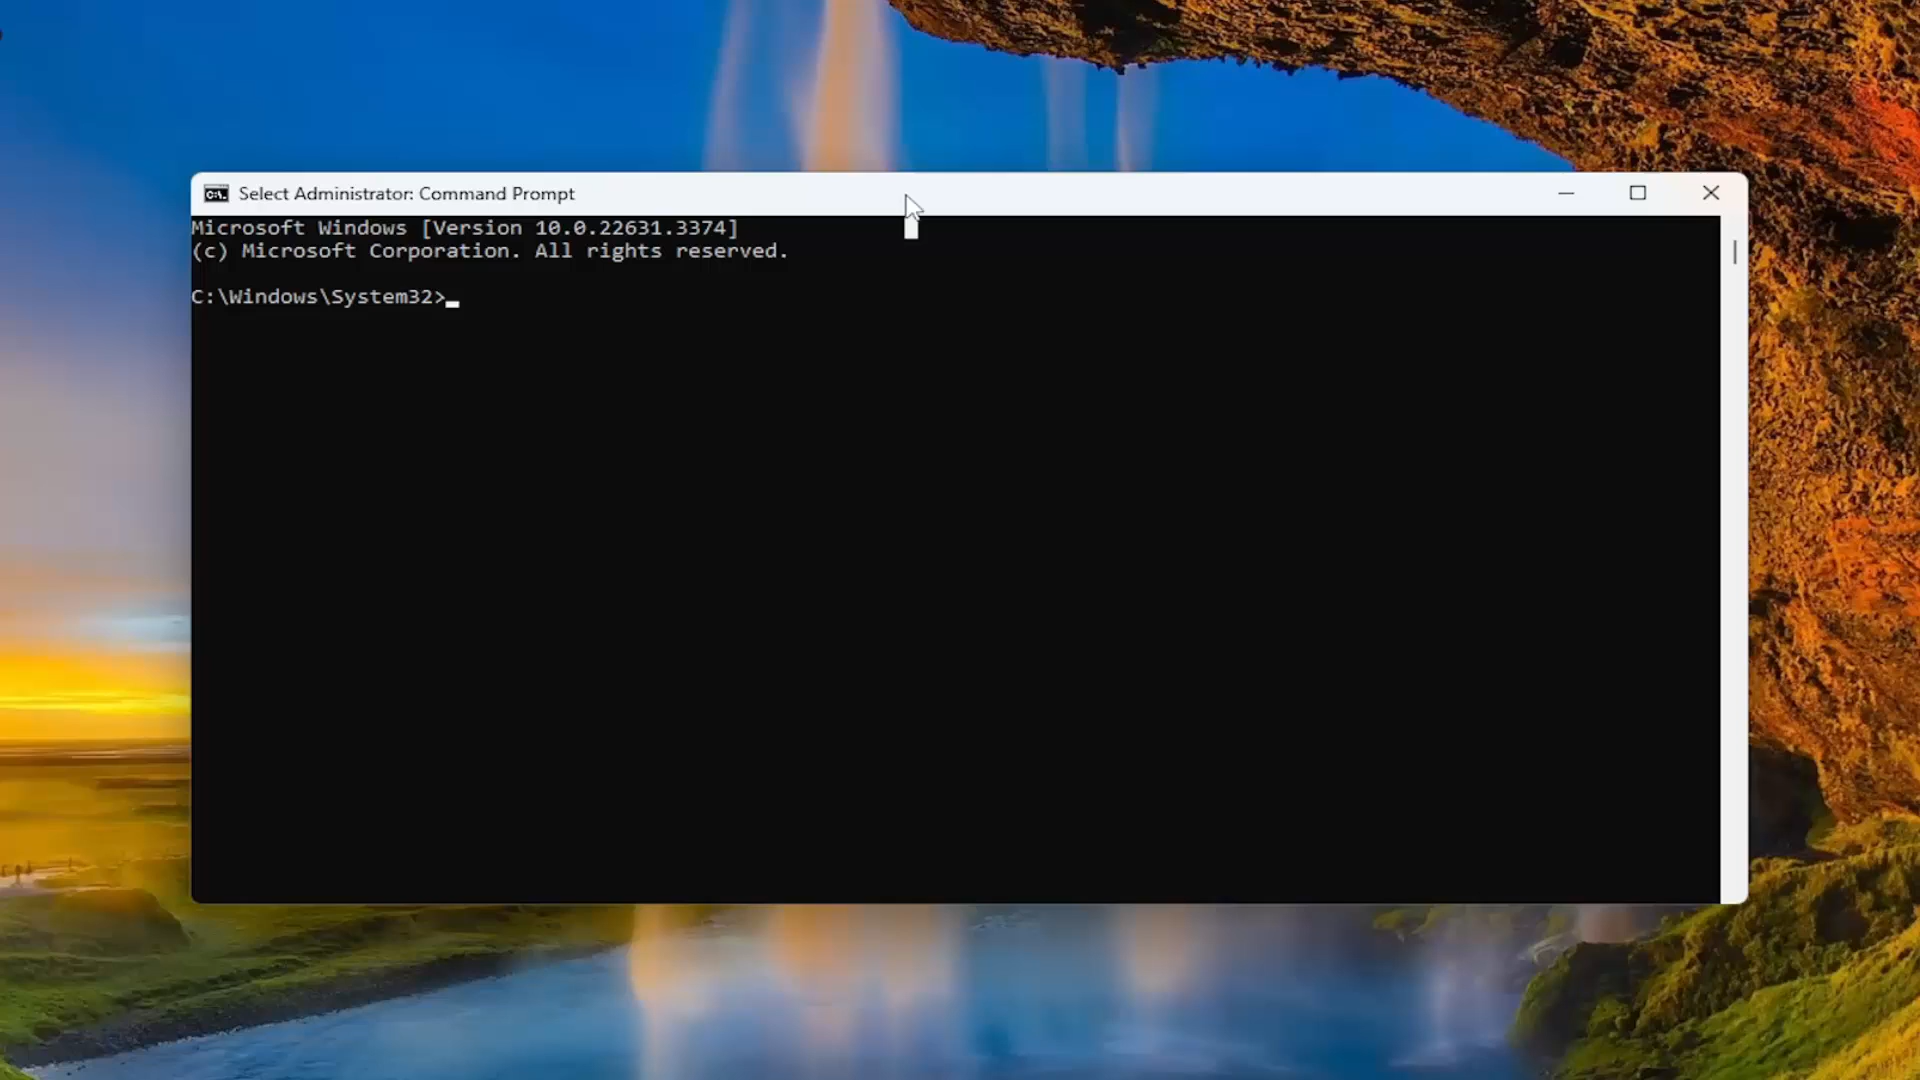 Select Administrator: Command Prompt
Microsoft Windows [Version 10.0.22631.3374]
(c) Microsoft Corporation. All rights reserved.
C:\Windows\System32>